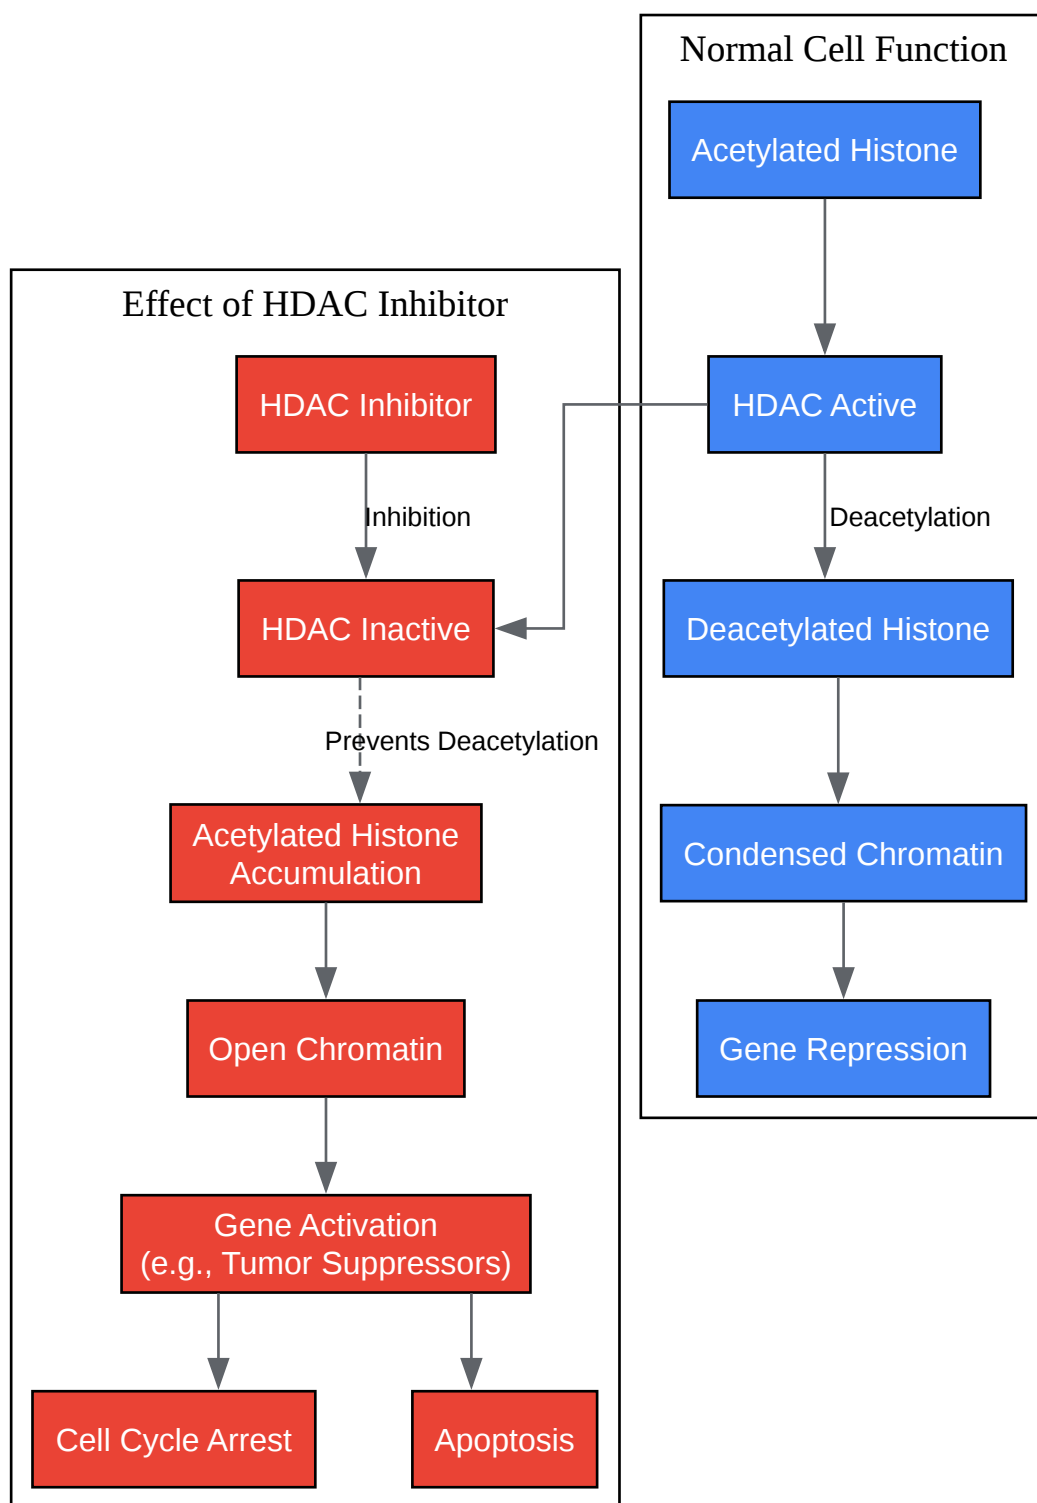 Normal Cell Function
Acetylated Histone
HDAC Active
Deacetylation
Deacetylated Histone
Condensed Chromatin
Gene Repression
Effect of HDAC Inhibitor
HDAC Inhibitor
Inhibition
HDAC Inactive
Prevents Deacetylation
Acetylated Histone
Accumulation
Open Chromatin
Gene Activation
(e.g., Tumor Suppressors)
Cell Cycle Arrest
Apoptosis